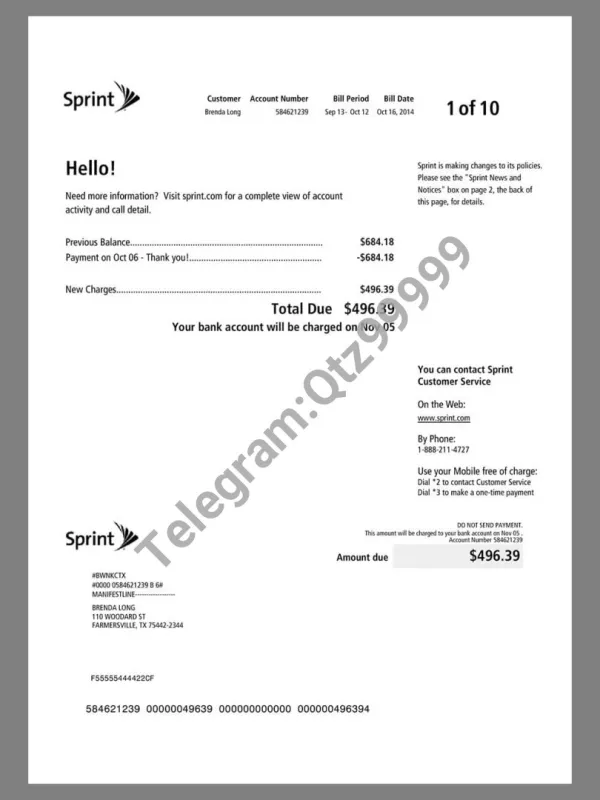 Sprint
Customer Account Number Bill Period Bill Date
Brenda Long 584621239 Sep 13- Oct 12 Oct 16, 2014
1 of 10
Hello!
Need more information? Visit sprint.com for a complete view of account
activity and call detail.
Sprint is making changes to its policies.
Please see the "Sprint News and
Notices" box on page 2, the back of
this page, for details.
Previous Balance............................................................................ $684.18
Payment on Oct 06 - Thank you!.................................................... -$684.18
New Charges................................................................................. $496.39
Total Due $496.39
Your bank account will be charged on Nov 05
Telegram:Qtz99999
You can contact Sprint
Customer Service
On the Web:
www.sprint.com
By Phone:
1-888-211-4727
Use your Mobile free of charge:
Dial *2 to contact Customer Service
Dial *3 to make a one-time payment
Sprint
DO NOT SEND PAYMENT.
This amount will be charged to your bank account on Nov 05 .
Account Number 584621239
Amount due $496.39
#BWNKCTX
#0000 0584621239 8 6#
MANIFESTLINE------------------
BRENDA LONG
110 WOODARD ST
FARMERSVILLE, TX 75442-2344
F55555444422CF
584621239 00000049639 000000000000 000000496394